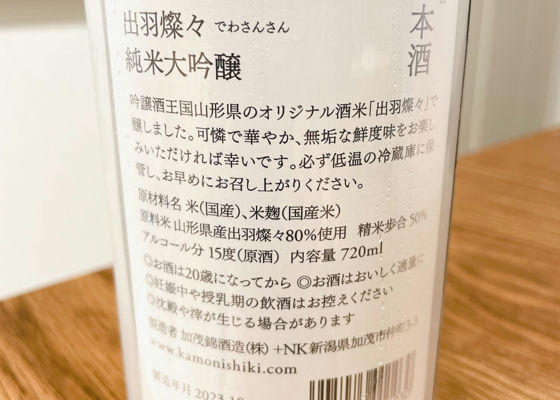 出羽燦々 でわさんさん
純米大吟醸
本酒
吟醸酒王国山形県のオリジナル酒米「出羽燦々」で
醸しました。可憐で華やか、無垢な鮮度味をお楽し
みいただければ幸いです。必ず低温の冷蔵庫に保
管し、お早めにお召し上がりください。
原材料名 米(国産)、米麹(国産米)
原料米 山形県産出羽燦々80%使用 精米歩合 50%
アルコール分 15度(原酒) 内容量 720ml
◎お酒は20歳になってから ◎お酒はおいしく適量に
◎妊娠中や授乳期の飲酒はお控えください
◎沈殿や滓が生じる場合があります
製造者 加茂錦酒造(株) +NK新潟県加茂市仲町3-3
www.kamonishiki.com
製造年月 2023.10